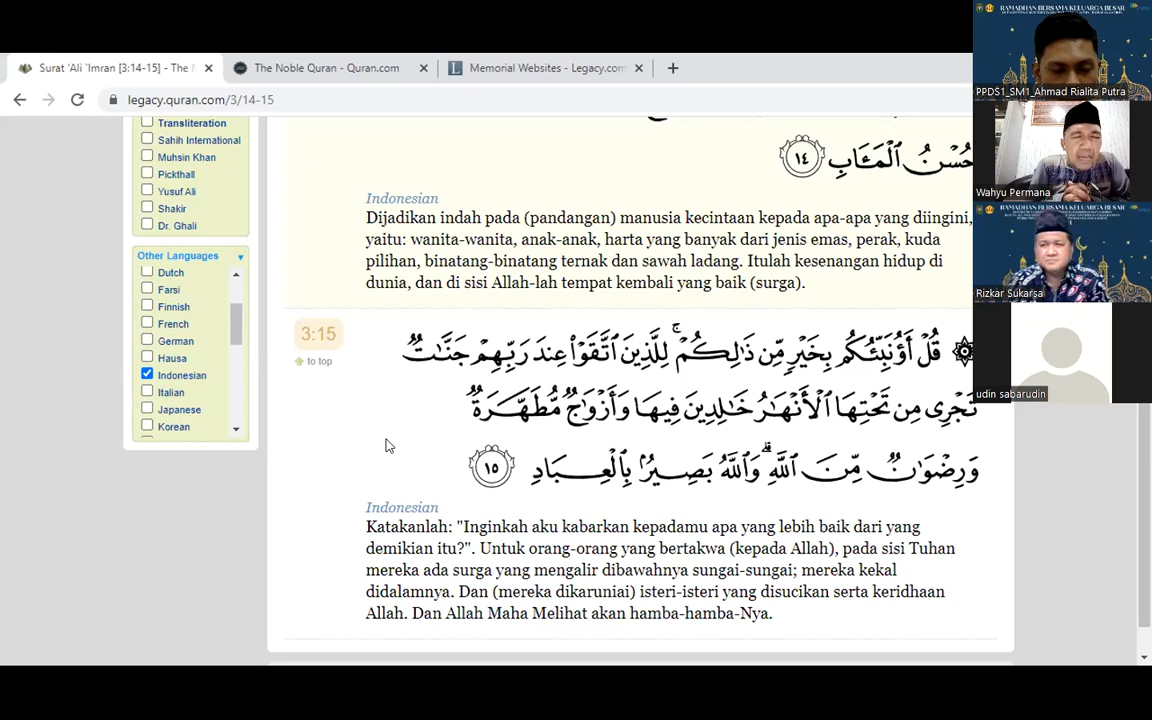 Surat 'Ali `Imran [3:14-15] - The
The Noble Quran - Quran.com
Memorial Websites - Legacy.com
legacy.quran.com/3/14-15
Transliteration
Sahih International
Muhsin Khan
Pickthall
Yusuf Ali
Shakir
Dr. Ghali
Other Languages
Dutch
Farsi
Finnish
French
German
Hausa
Indonesian
Italian
Japanese
Korean
حُسْنُ ٱلْمَـَٔابِ ١٤
Indonesian
Dijadikan indah pada (pandangan) manusia kecintaan kepada apa-apa yang diingini,
yaitu: wanita-wanita, anak-anak, harta yang banyak dari jenis emas, perak, kuda
pilihan, binatang-binatang ternak dan sawah ladang. Itulah kesenangan hidup di
dunia, dan di sisi Allah-lah tempat kembali yang baik (surga).
3:15
to top
۞ قُلْ أَؤُنَبِّئُكُم بِخَيْرٍ مِّن ذَٰلِكُمْ ۚ لِلَّذِينَ ٱتَّقَوْا۟ عِندَ رَبِّهِمْ جَنَّـٰتٌ
تَجْرِى مِن تَحْتِهَا ٱلْأَنْهَـٰرُ خَـٰلِدِينَ فِيهَا وَأَزْوَٰجٌ مُّطَهَّرَةٌ
وَرِضْوَٰنٌ مِّنَ ٱللَّهِ ۗ وَٱللَّهُ بَصِيرٌۢ بِٱلْعِبَادِ ١٥
Indonesian
Katakanlah: "Inginkah aku kabarkan kepadamu apa yang lebih baik dari yang
demikian itu?". Untuk orang-orang yang bertakwa (kepada Allah), pada sisi Tuhan
mereka ada surga yang mengalir dibawahnya sungai-sungai; mereka kekal
didalamnya. Dan (mereka dikaruniai) isteri-isteri yang disucikan serta keridhaan
Allah. Dan Allah Maha Melihat akan hamba-hamba-Nya.
RAMADHAN BERSAMA KELUARGA BESAR
PPDS1_SM1_Ahmad Rialita Putra
Wahyu Permana
RAMADHAN BERSAMA KELUARGA BESAR
Rizkar Sukarsa
udin sabarudin